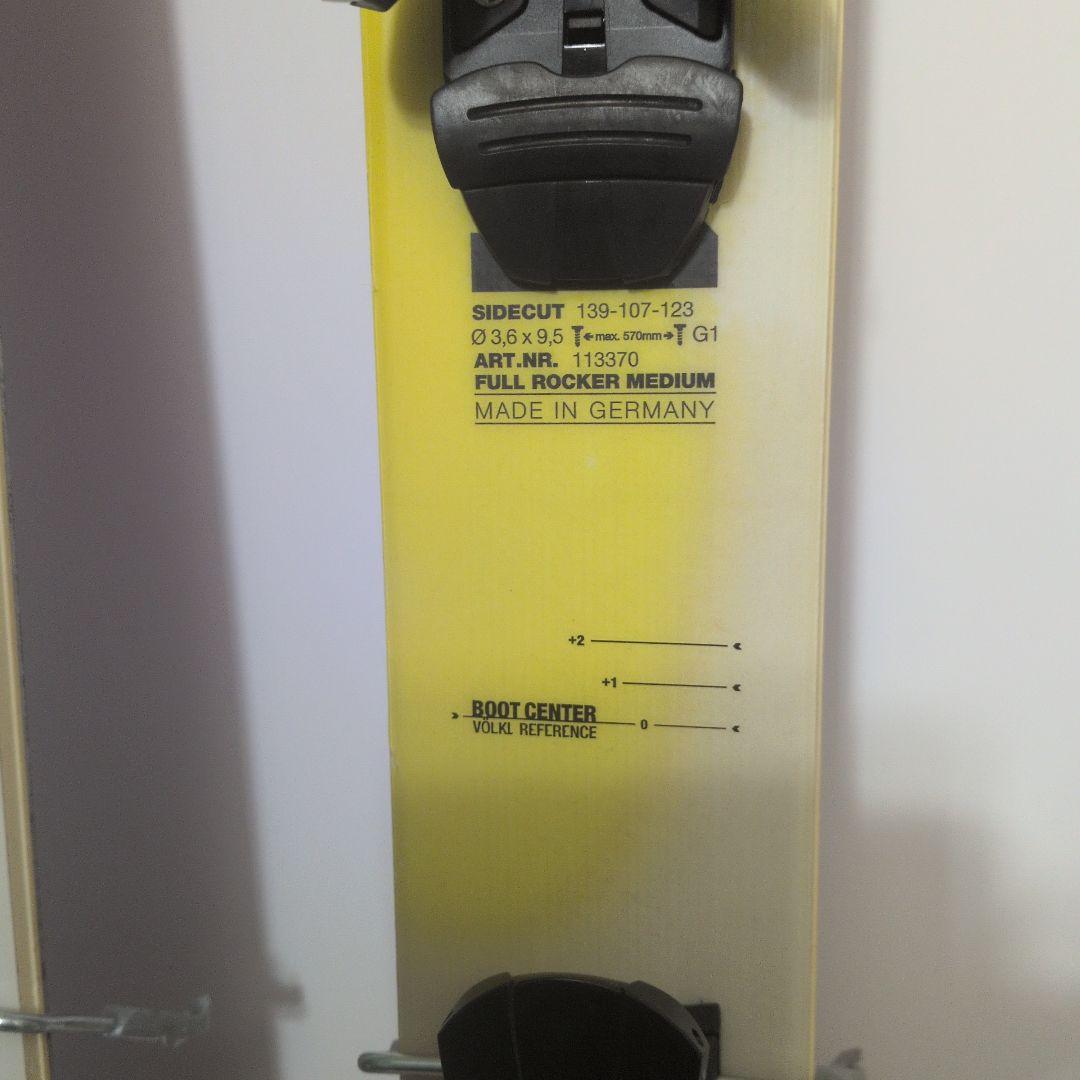 SIDECUT 139-107-123
Ø 3,6 x 9,5 max. 570mm G1
ART.NR. 113370
FULL ROCKER MEDIUM
MADE IN GERMANY
+2
+1
BOOT CENTER
0
VÖLKL REFERENCE